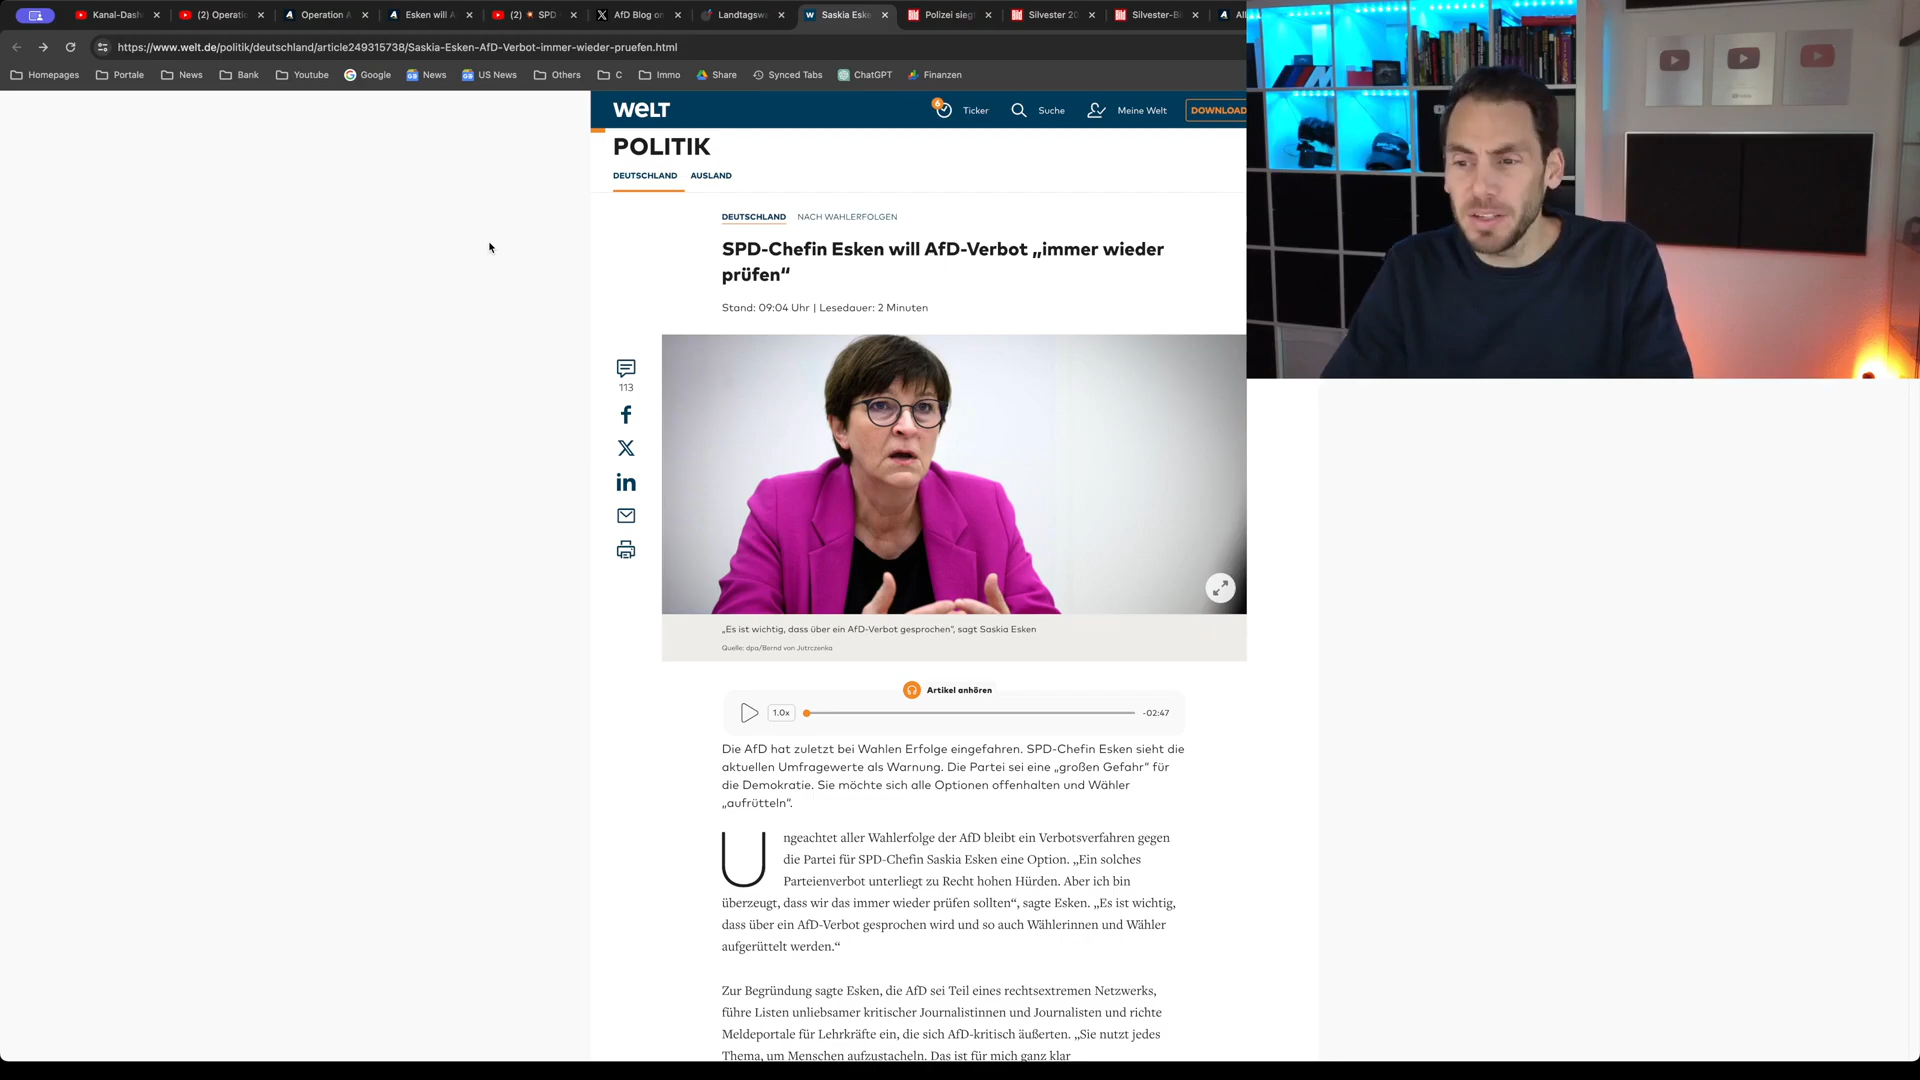 Kanal-Dash
(2) Operati
Operation A
Esken will A
(2) SPD
AfD Blog on
Landtagswa
Saskia Eske
Polizei sieg
Silvester 20
Silvester-Bi
https://www.welt.de/politik/deutschland/article249315738/Saskia-Esken-AfD-Verbot-immer-wieder-pruefen.html
Homepages Portale News Bank Youtube Google News US News Others C Immo Share Synced Tabs ChatGPT Finanzen
WELT
6 Ticker Suche Meine Welt DOWNLOAD
POLITIK
DEUTSCHLAND AUSLAND
DEUTSCHLAND NACH WAHLERFOLGEN
SPD-Chefin Esken will AfD-Verbot „immer wieder
prüfen“
Stand: 09:04 Uhr | Lesedauer: 2 Minuten
113
„Es ist wichtig, dass über ein AfD-Verbot gesprochen“, sagt Saskia Esken
Quelle: dpa/Bernd von Jutrczenka
Artikel anhören
1.0x -02:47
Die AfD hat zuletzt bei Wahlen Erfolge eingefahren. SPD-Chefin Esken sieht die
aktuellen Umfragewerte als Warnung. Die Partei sei eine „großen Gefahr“ für
die Demokratie. Sie möchte sich alle Optionen offenhalten und Wähler
„aufrütteln“.
Ungeachtet aller Wahlerfolge der AfD bleibt ein Verbotsverfahren gegen
die Partei für SPD-Chefin Saskia Esken eine Option. „Ein solches
Parteienverbot unterliegt zu Recht hohen Hürden. Aber ich bin
überzeugt, dass wir das immer wieder prüfen sollten“, sagte Esken. „Es ist wichtig,
dass über ein AfD-Verbot gesprochen wird und so auch Wählerinnen und Wähler
aufgerüttelt werden.“
Zur Begründung sagte Esken, die AfD sei Teil eines rechtsextremen Netzwerks,
führe Listen unliebsamer kritischer Journalistinnen und Journalisten und richte
Meldeportale für Lehrkräfte ein, die sich AfD-kritisch äußerten. „Sie nutzt jedes
Thema, um Menschen aufzustacheln. Das ist für mich ganz klar